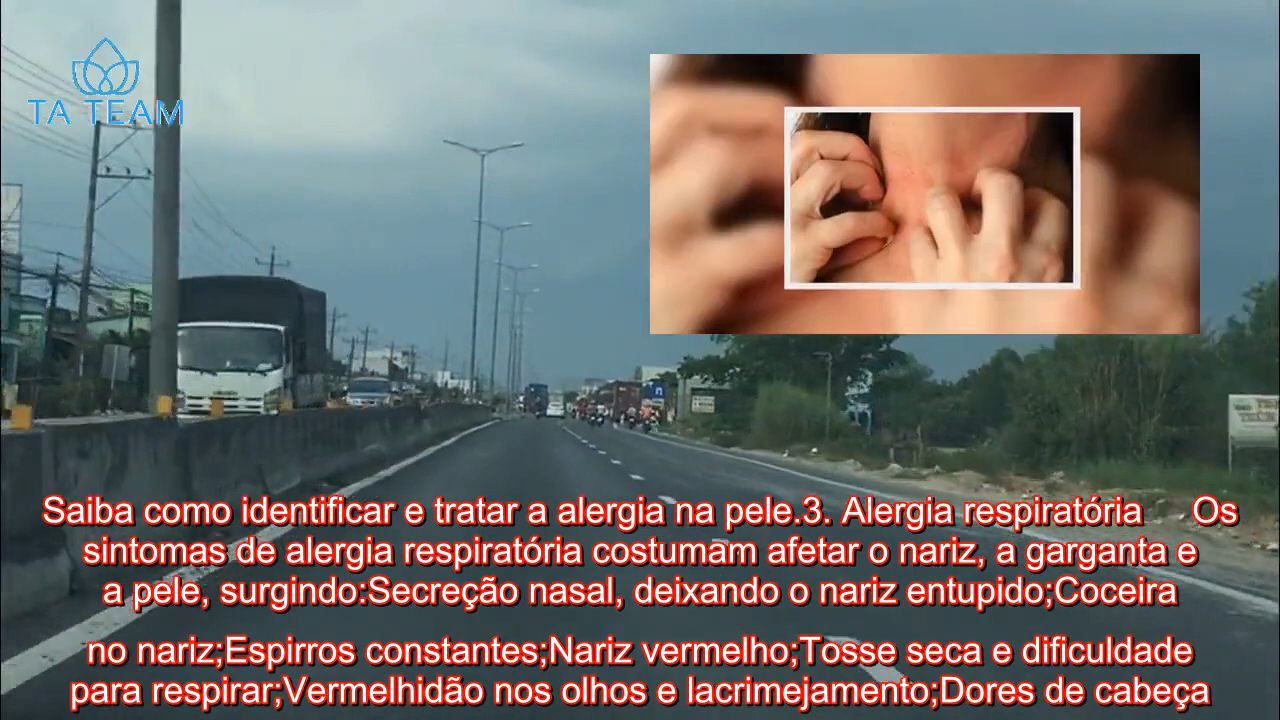 TA TEAM
Saiba como identificar e tratar a alergia na pele.3. Alergia respiratória Os
sintomas de alergia respiratória costumam afetar o nariz, a garganta e
a pele, surgindo:Secreção nasal, deixando o nariz entupido;Coceira
no nariz;Espirros constantes;Nariz vermelho;Tosse seca e dificuldade
para respirar;Vermelhidão nos olhos e lacrimejamento;Dores de cabeça